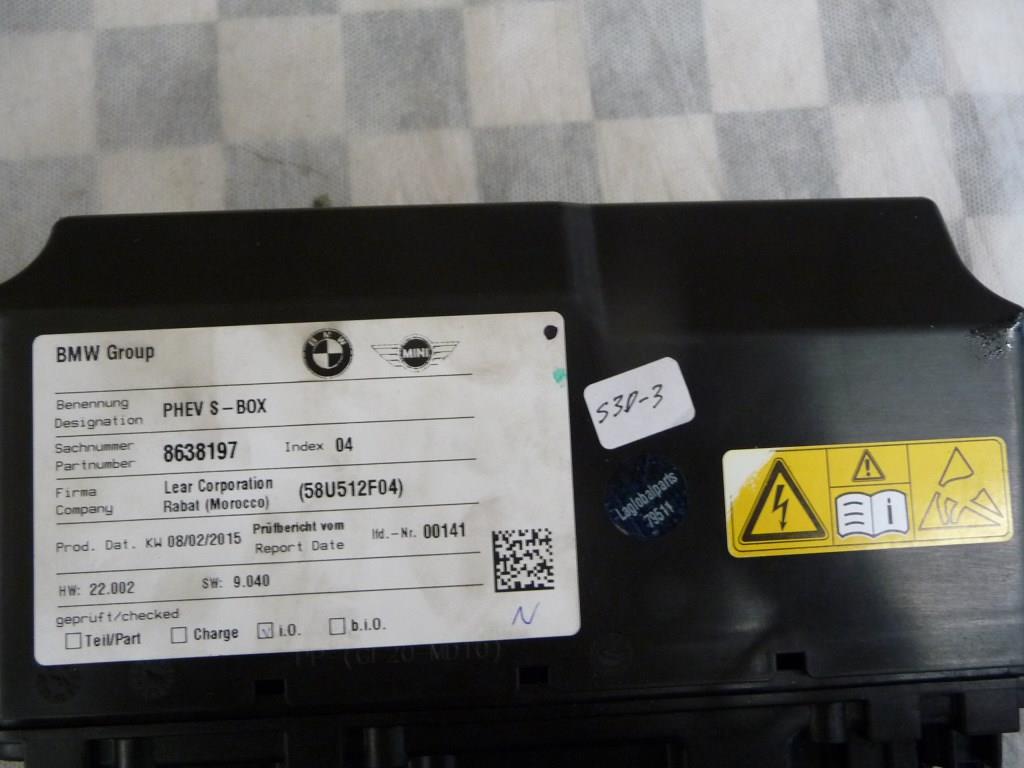 BMW Group
BMW
MINI
Benennung
Designation
PHEV S-BOX
Sachnummer
Partnumber
8638197
Index 04
Firma
Company
Lear Corporation
Rabat (Morocco)
(58U512F04)
Prod. Dat. KW 08/02/2015
Prüfbericht vom
Report Date
lfd.-Nr. 00141
HW: 22.002
SW: 9.040
geprüft/checked
Teil/Part
Charge
i.O.
b.i.O.
N
S3D-3
Laglobalparts
79511
i